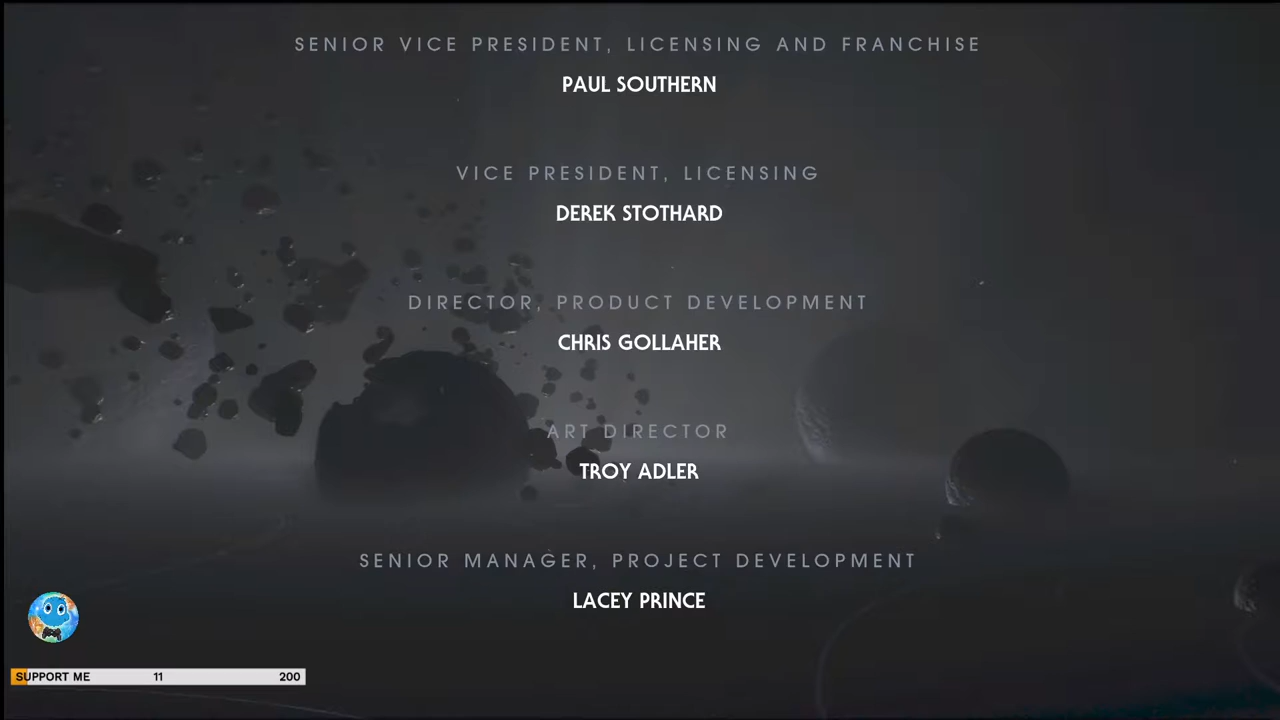 SENIOR VICE PRESIDENT, LICENSING AND FRANCHISE
PAUL SOUTHERN
VICE PRESIDENT, LICENSING
DEREK STOTHARD
DIRECTOR, PRODUCT DEVELOPMENT
CHRIS GOLLAHER
ART DIRECTOR
TROY ADLER
SENIOR MANAGER, PROJECT DEVELOPMENT
LACEY PRINCE
SUPPORT ME 11 200